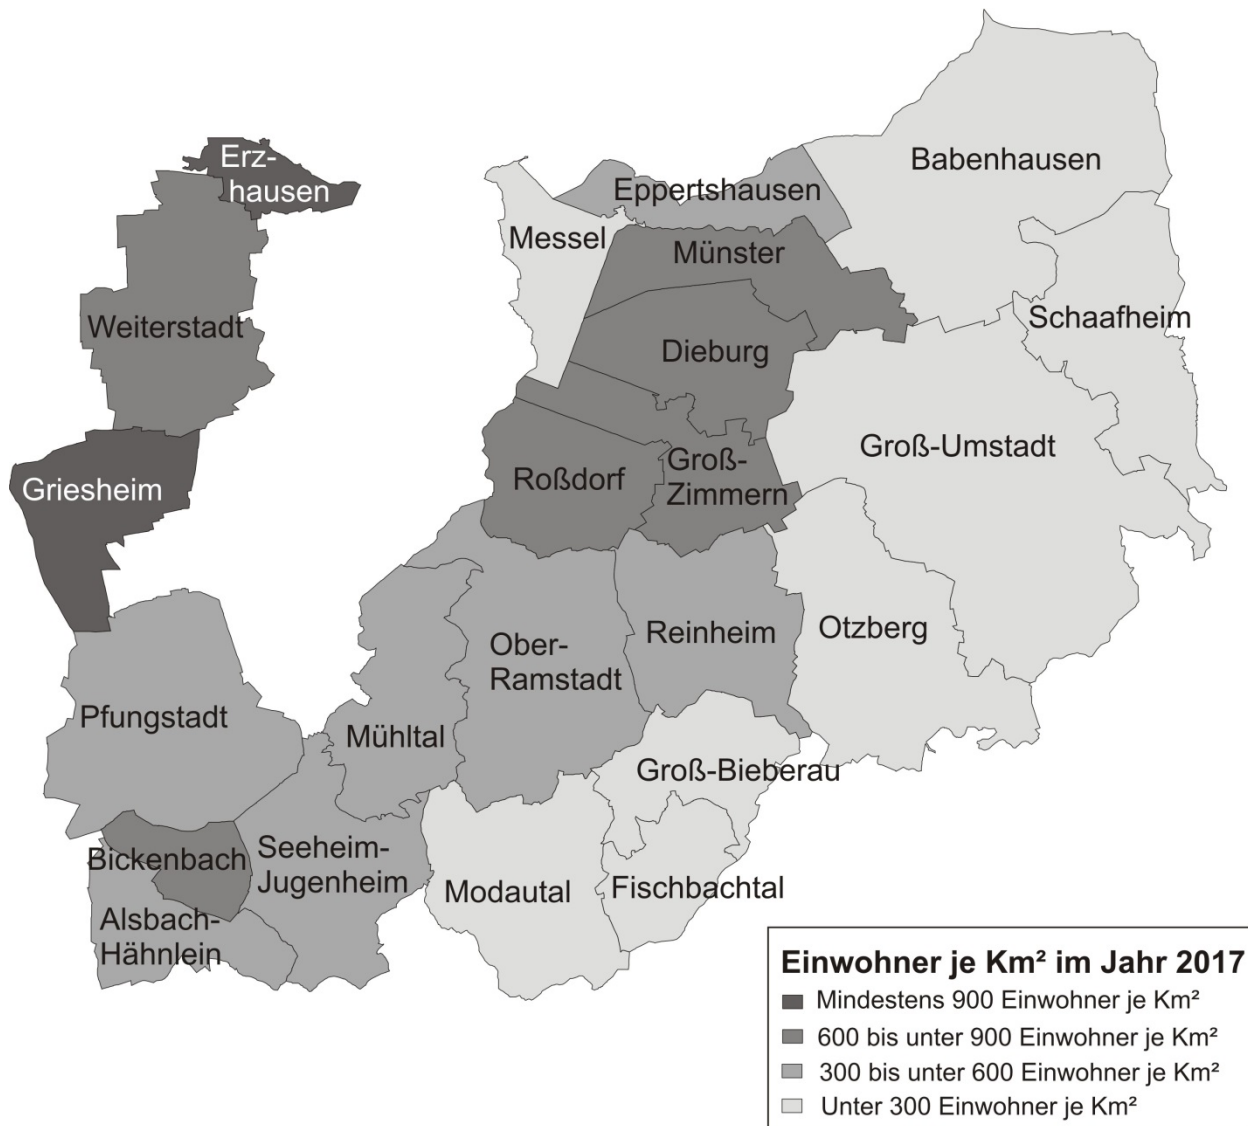 Erz-
hausen
Babenhausen
Eppertshausen
Messel
Münster
Schaafheim
Weiterstadt
Dieburg
Groß-Umstadt
Griesheim
Roßdorf
Groß-
Zimmern
Reinheim
Otzberg
Ober-
Ramstadt
Pfungstadt
Mühltal
Groß-Bieberau
Bickenbach
Seeheim-
Jugenheim
Modautal
Fischbachtal
Alsbach-
Hähnlein
Einwohner je Km² im Jahr 2017
Mindestens 900 Einwohner je Km²
600 bis unter 900 Einwohner je Km²
300 bis unter 600 Einwohner je Km²
Unter 300 Einwohner je Km²